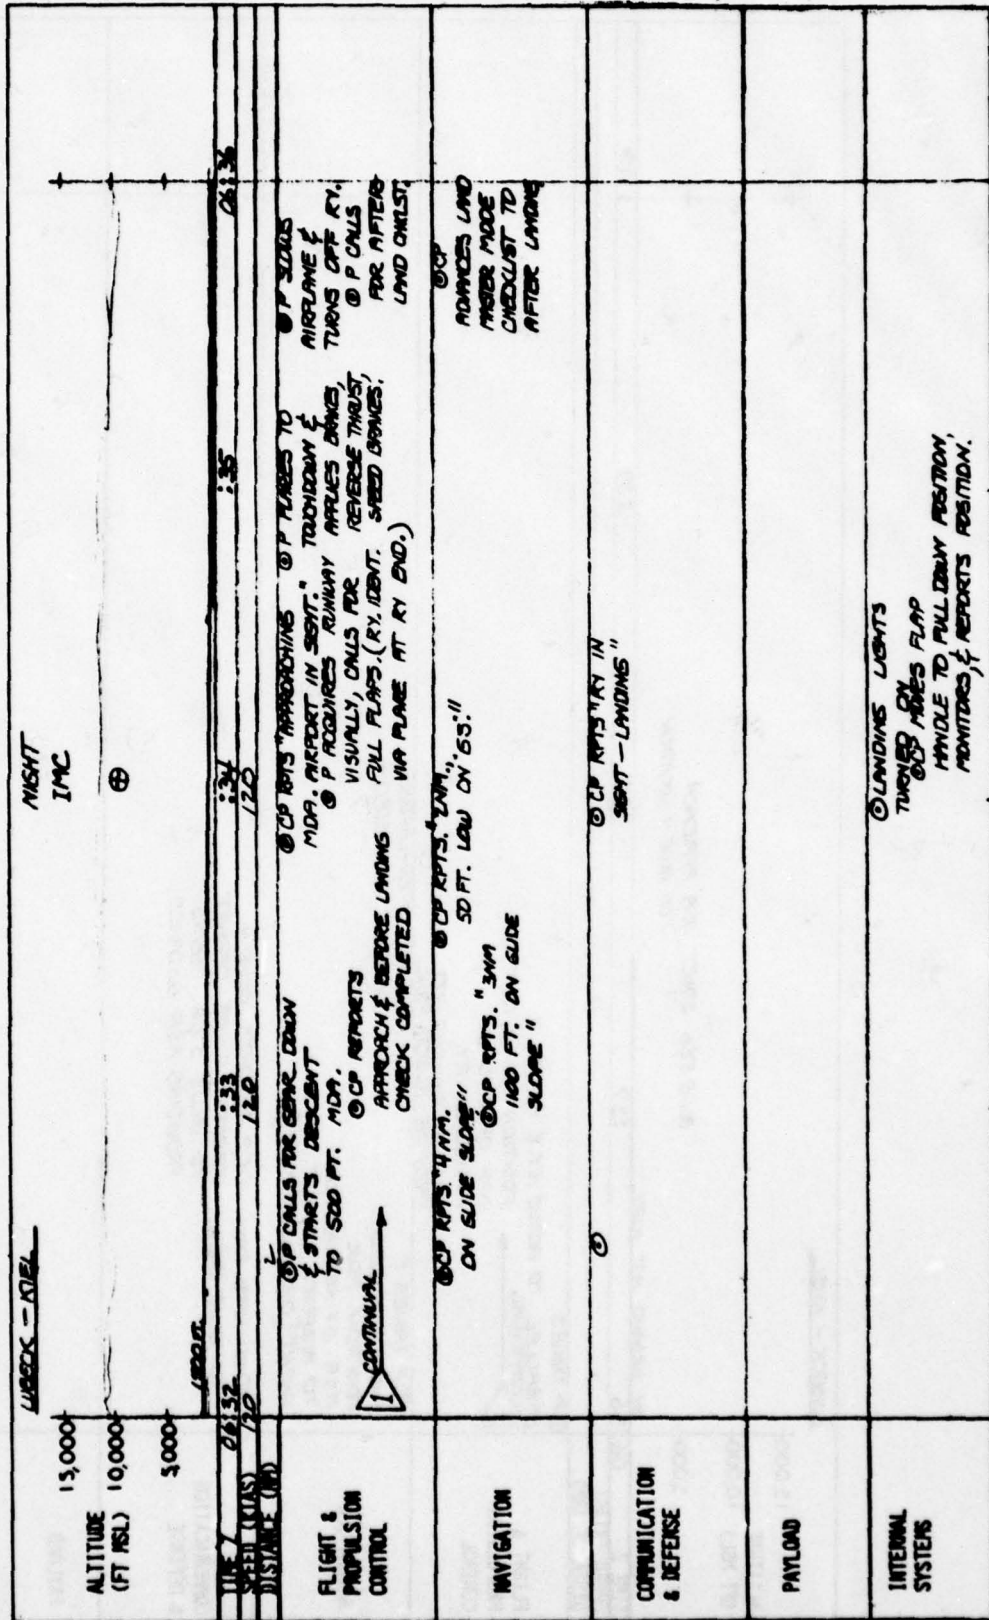 LUBECK - KIEL
NIGHT
IMC
ALTITUDE
(FT MSL)
15,000
10,000
5,000
1800 FT.
TIME Z
06:32
:33
:34
:35
06:36
SPEED (KIAS)
120
120
120
DISTANCE (NM)
2
FLIGHT &
PROPULSION
CONTROL
1
CONTINUAL
P CALLS FOR GEAR DOWN
& STARTS DESCENT
TO 500 FT. MDA.
CP REPORTS
APPROACH & BEFORE LANDING
CHECK COMPLETED
CP RPTS "APPROACHING
MDA. AIRPORT IN SIGHT."
P ACQUIRES RUNWAY
VISUALLY, CALLS FOR
FULL FLAPS. (RY. IDENT.
VIA FLARE AT RY END.)
P FLARES TO
TOUCHDOWN &
APPLIES BRAKES,
REVERSE THRUST,
SPEED BRAKES.
P SLOWS
AIRPLANE &
TURNS OFF RY.
P CALLS
FOR AFTER
LAND CHKLST.
NAVIGATION
CP RPTS "4 NM.
ON GLIDE SLOPE"
CP RPTS. "3NM
1100 FT. ON GLIDE
SLOPE"
CP RPTS. "2NM,
50 FT. LOW ON GS."
CP
ADVANCES LAND
MASTER MODE
CHECKLIST TO
AFTER LANDING
COMMUNICATION
& DEFENSE
CP RPTS "RY IN
SIGHT - LANDING"
PAYLOAD
INTERNAL
SYSTEMS
LANDING LIGHTS
TURNED ON
CP MOVES FLAP
HANDLE TO FULL DOWN POSITION,
MONITORS, & REPORTS POSITION.